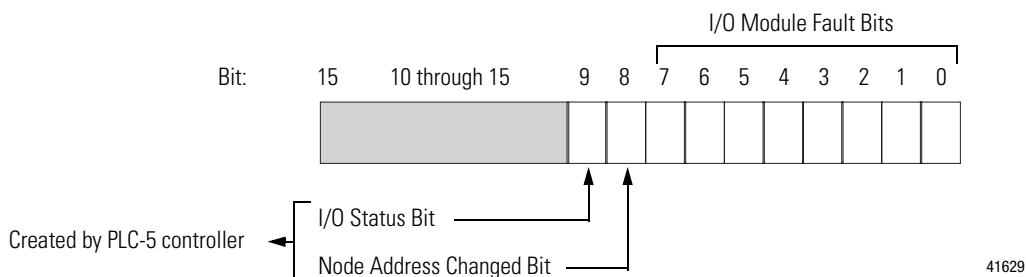 I/O Module Fault Bits
Bit: 15 10 through 15 9 8 7 6 5 4 3 2 1 0
I/O Status Bit
Created by PLC-5 controller
Node Address Changed Bit
41629